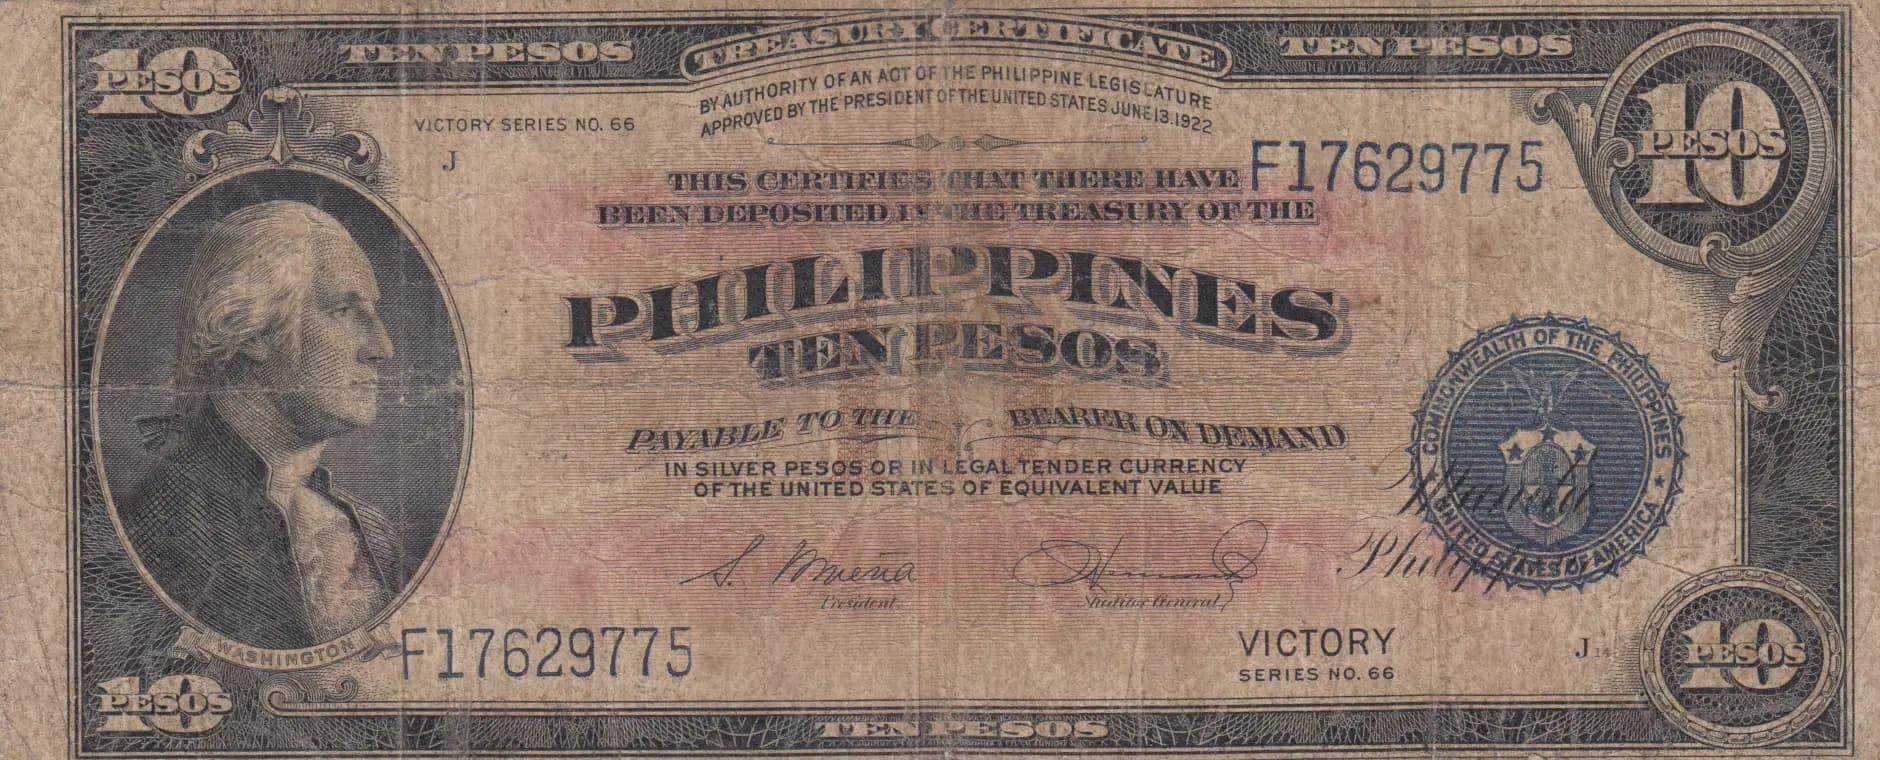 10 PESOS
TEN PESOS
TREASURY CERTIFICATE
TEN PESOS
10 PESOS
BY AUTHORITY OF AN ACT OF THE PHILIPPINE LEGISLATURE
APPROVED BY THE PRESIDENT OF THE UNITED STATES JUNE 13.1922
VICTORY SERIES NO. 66
J
THIS CERTIFIES THAT THERE HAVE
F17629775
BEEN DEPOSITED IN THE TREASURY OF THE
PHILIPPINES
TEN PESOS
PAYABLE TO THE BEARER ON DEMAND
IN SILVER PESOS OR IN LEGAL TENDER CURRENCY
OF THE UNITED STATES OF EQUIVALENT VALUE
COMMONWEALTH OF THE PHILIPPINES
UNITED STATES OF AMERICA
Manila
S. Osmeña
President
Auditor General
WASHINGTON
F17629775
VICTORY
SERIES NO. 66
J
10 PESOS
TEN PESOS
10 PESOS